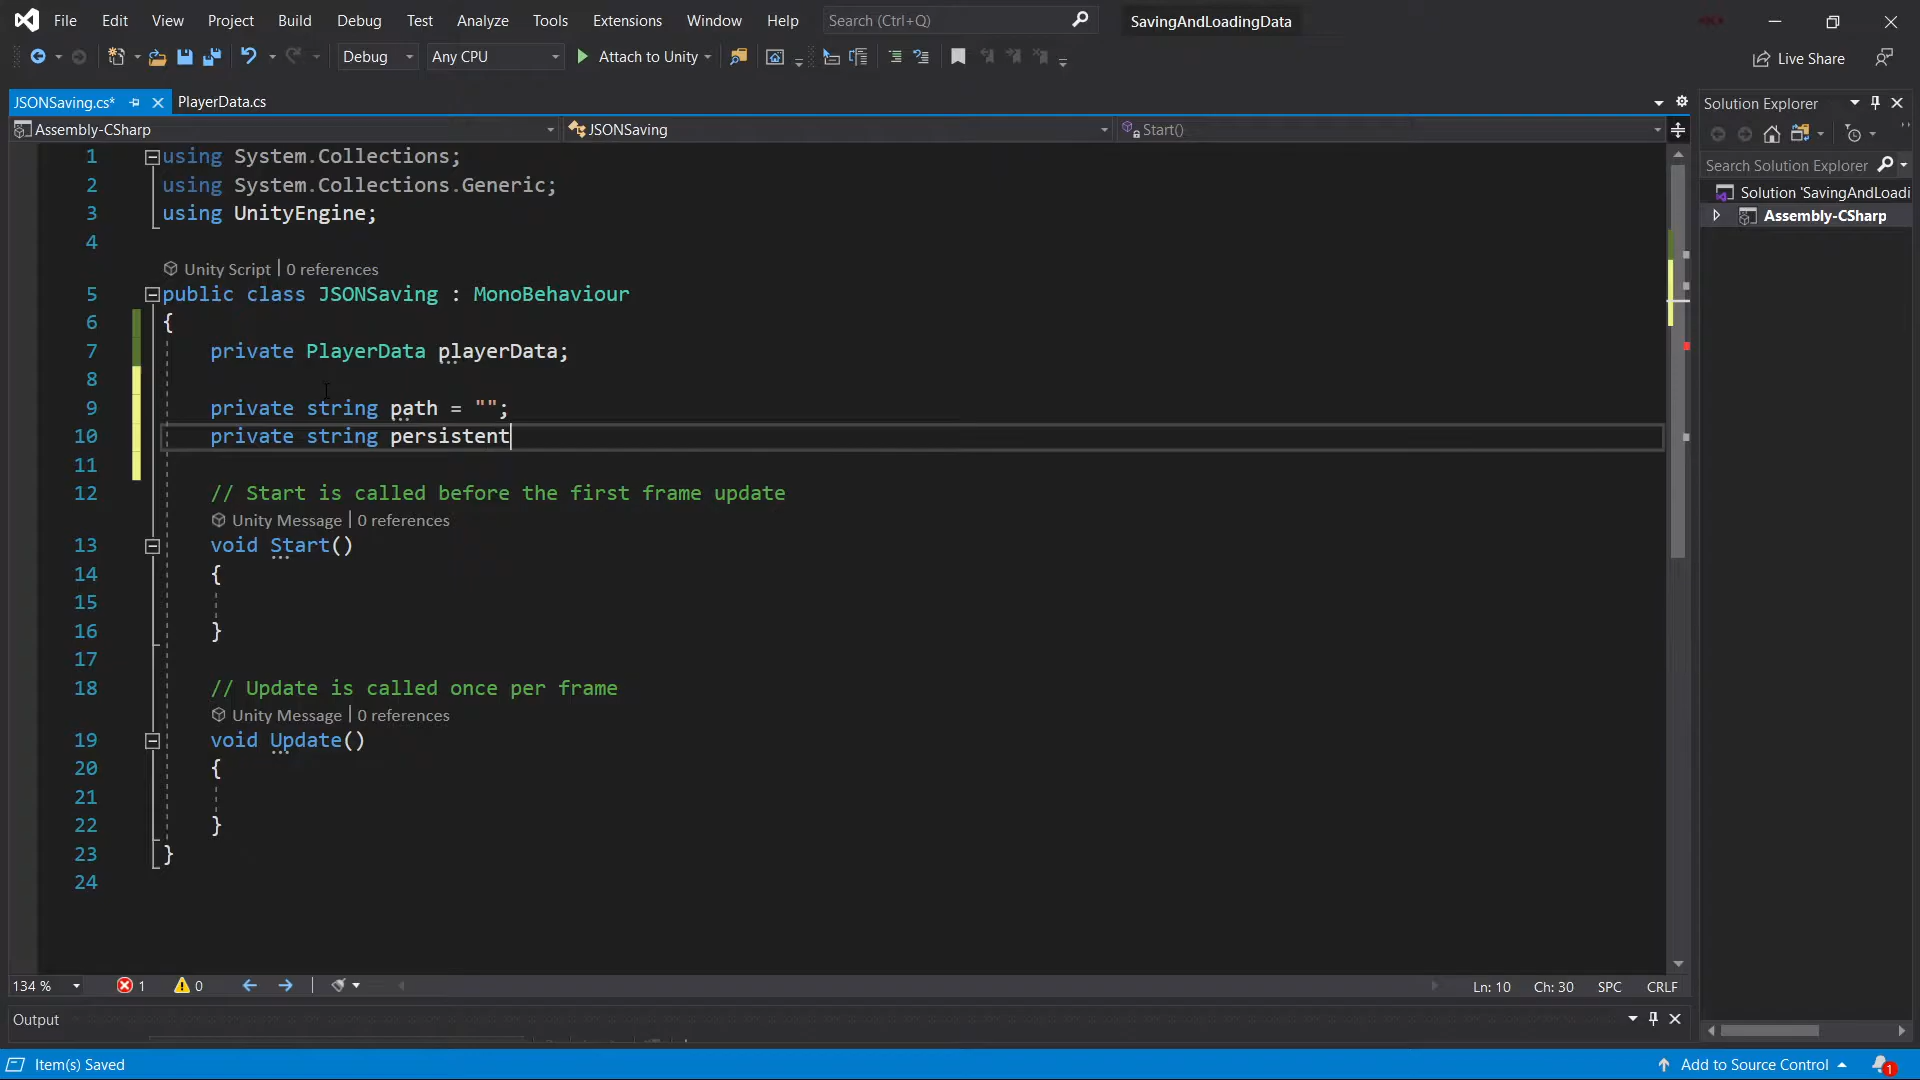 File Edit View Project Build Debug Test Analyze Tools Extensions Window Help Search (Ctrl+Q) SavingAndLoadingData
Debug Any CPU Attach to Unity Live Share
JSONSaving.cs* PlayerData.cs
Assembly-CSharp JSONSaving Start()
Solution Explorer
Search Solution Explorer
Solution 'SavingAndLoadi
Assembly-CSharp
1 using System.Collections;
2 using System.Collections.Generic;
3 using UnityEngine;
4
Unity Script | 0 references
5 public class JSONSaving : MonoBehaviour
6 {
7 private PlayerData playerData;
8
9 private string path = "";
10 private string persistent
11
12 // Start is called before the first frame update
Unity Message | 0 references
13 void Start()
14 {
15
16 }
17
18 // Update is called once per frame
Unity Message | 0 references
19 void Update()
20 {
21
22 }
23 }
24
134 % 1 0 Ln: 10 Ch: 30 SPC CRLF
Output
Item(s) Saved Add to Source Control 1